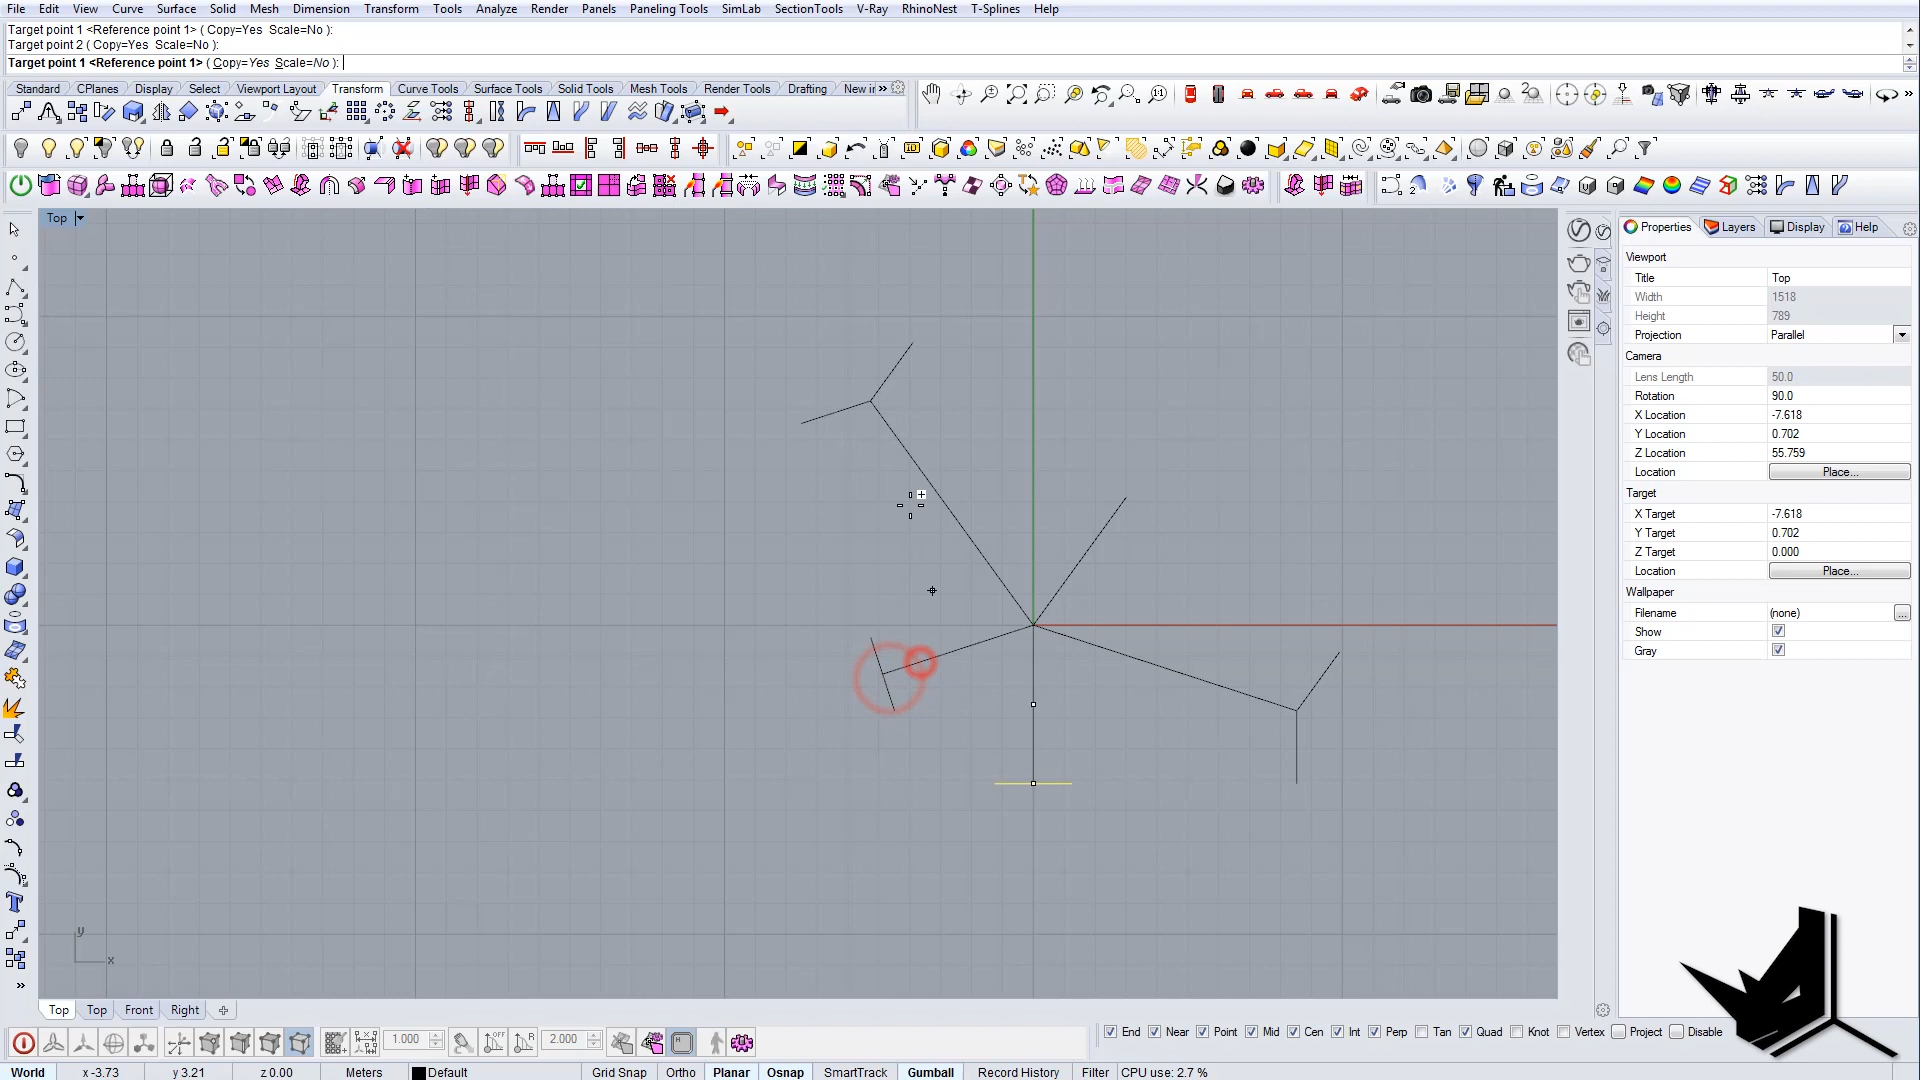 File Edit View Curve Surface Solid Mesh Dimension Transform Tools Analyze Render Panels Paneling Tools SimLab SectionTools V-Ray RhinoNest T-Splines Help
Target point 1 <Reference point 1> ( Copy=Yes Scale=No ):
Target point 2 ( Copy=Yes Scale=No ):
Target point 1 <Reference point 1> ( Copy=Yes Scale=No ):
Standard CPlanes Display Select Viewport Layout Transform Curve Tools Surface Tools Solid Tools Mesh Tools Render Tools Drafting New in »
Top
Properties Layers Display Help
Viewport
Title Top
Width 1518
Height 789
Projection Parallel
Camera
Lens Length 50.0
Rotation 90.0
X Location -7.618
Y Location 0.702
Z Location 55.759
Location Place...
Target
X Target -7.618
Y Target 0.702
Z Target 0.000
Location Place...
Wallpaper
Filename (none) ...
Show
Gray
y
x
Top Top Front Right
1.000 2.000
End Near Point Mid Cen Int Perp Tan Quad Knot Vertex Project Disable
World x -3.73 y 3.21 z 0.00 Meters Default Grid Snap Ortho Planar Osnap SmartTrack Gumball Record History Filter CPU use: 2.7 %